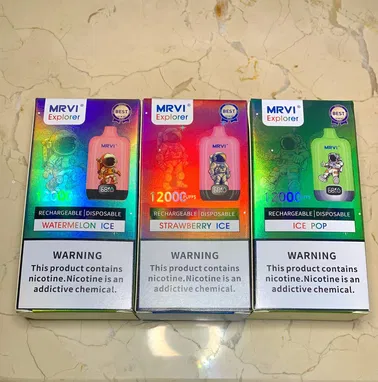 MRVI®
Explorer
BEST
MRVI
12000
RECHARGEABLE | DISPOSABLE
WATERMELON ICE
WARNING
This product contains
nicotine.Nicotine is an
addictive chemical.
MRVI®
Explorer
BEST
MRVI
12000
RECHARGEABLE | DISPOSABLE
STRAWBERRY ICE
WARNING
This product contains
nicotine.Nicotine is an
addictive chemical.
MRVI®
Explorer
BEST
MRVI
12000
RECHARGEABLE | DISPOSABLE
ICE POP
WARNING
This product contains
nicotine.Nicotine is an
addictive chemical.